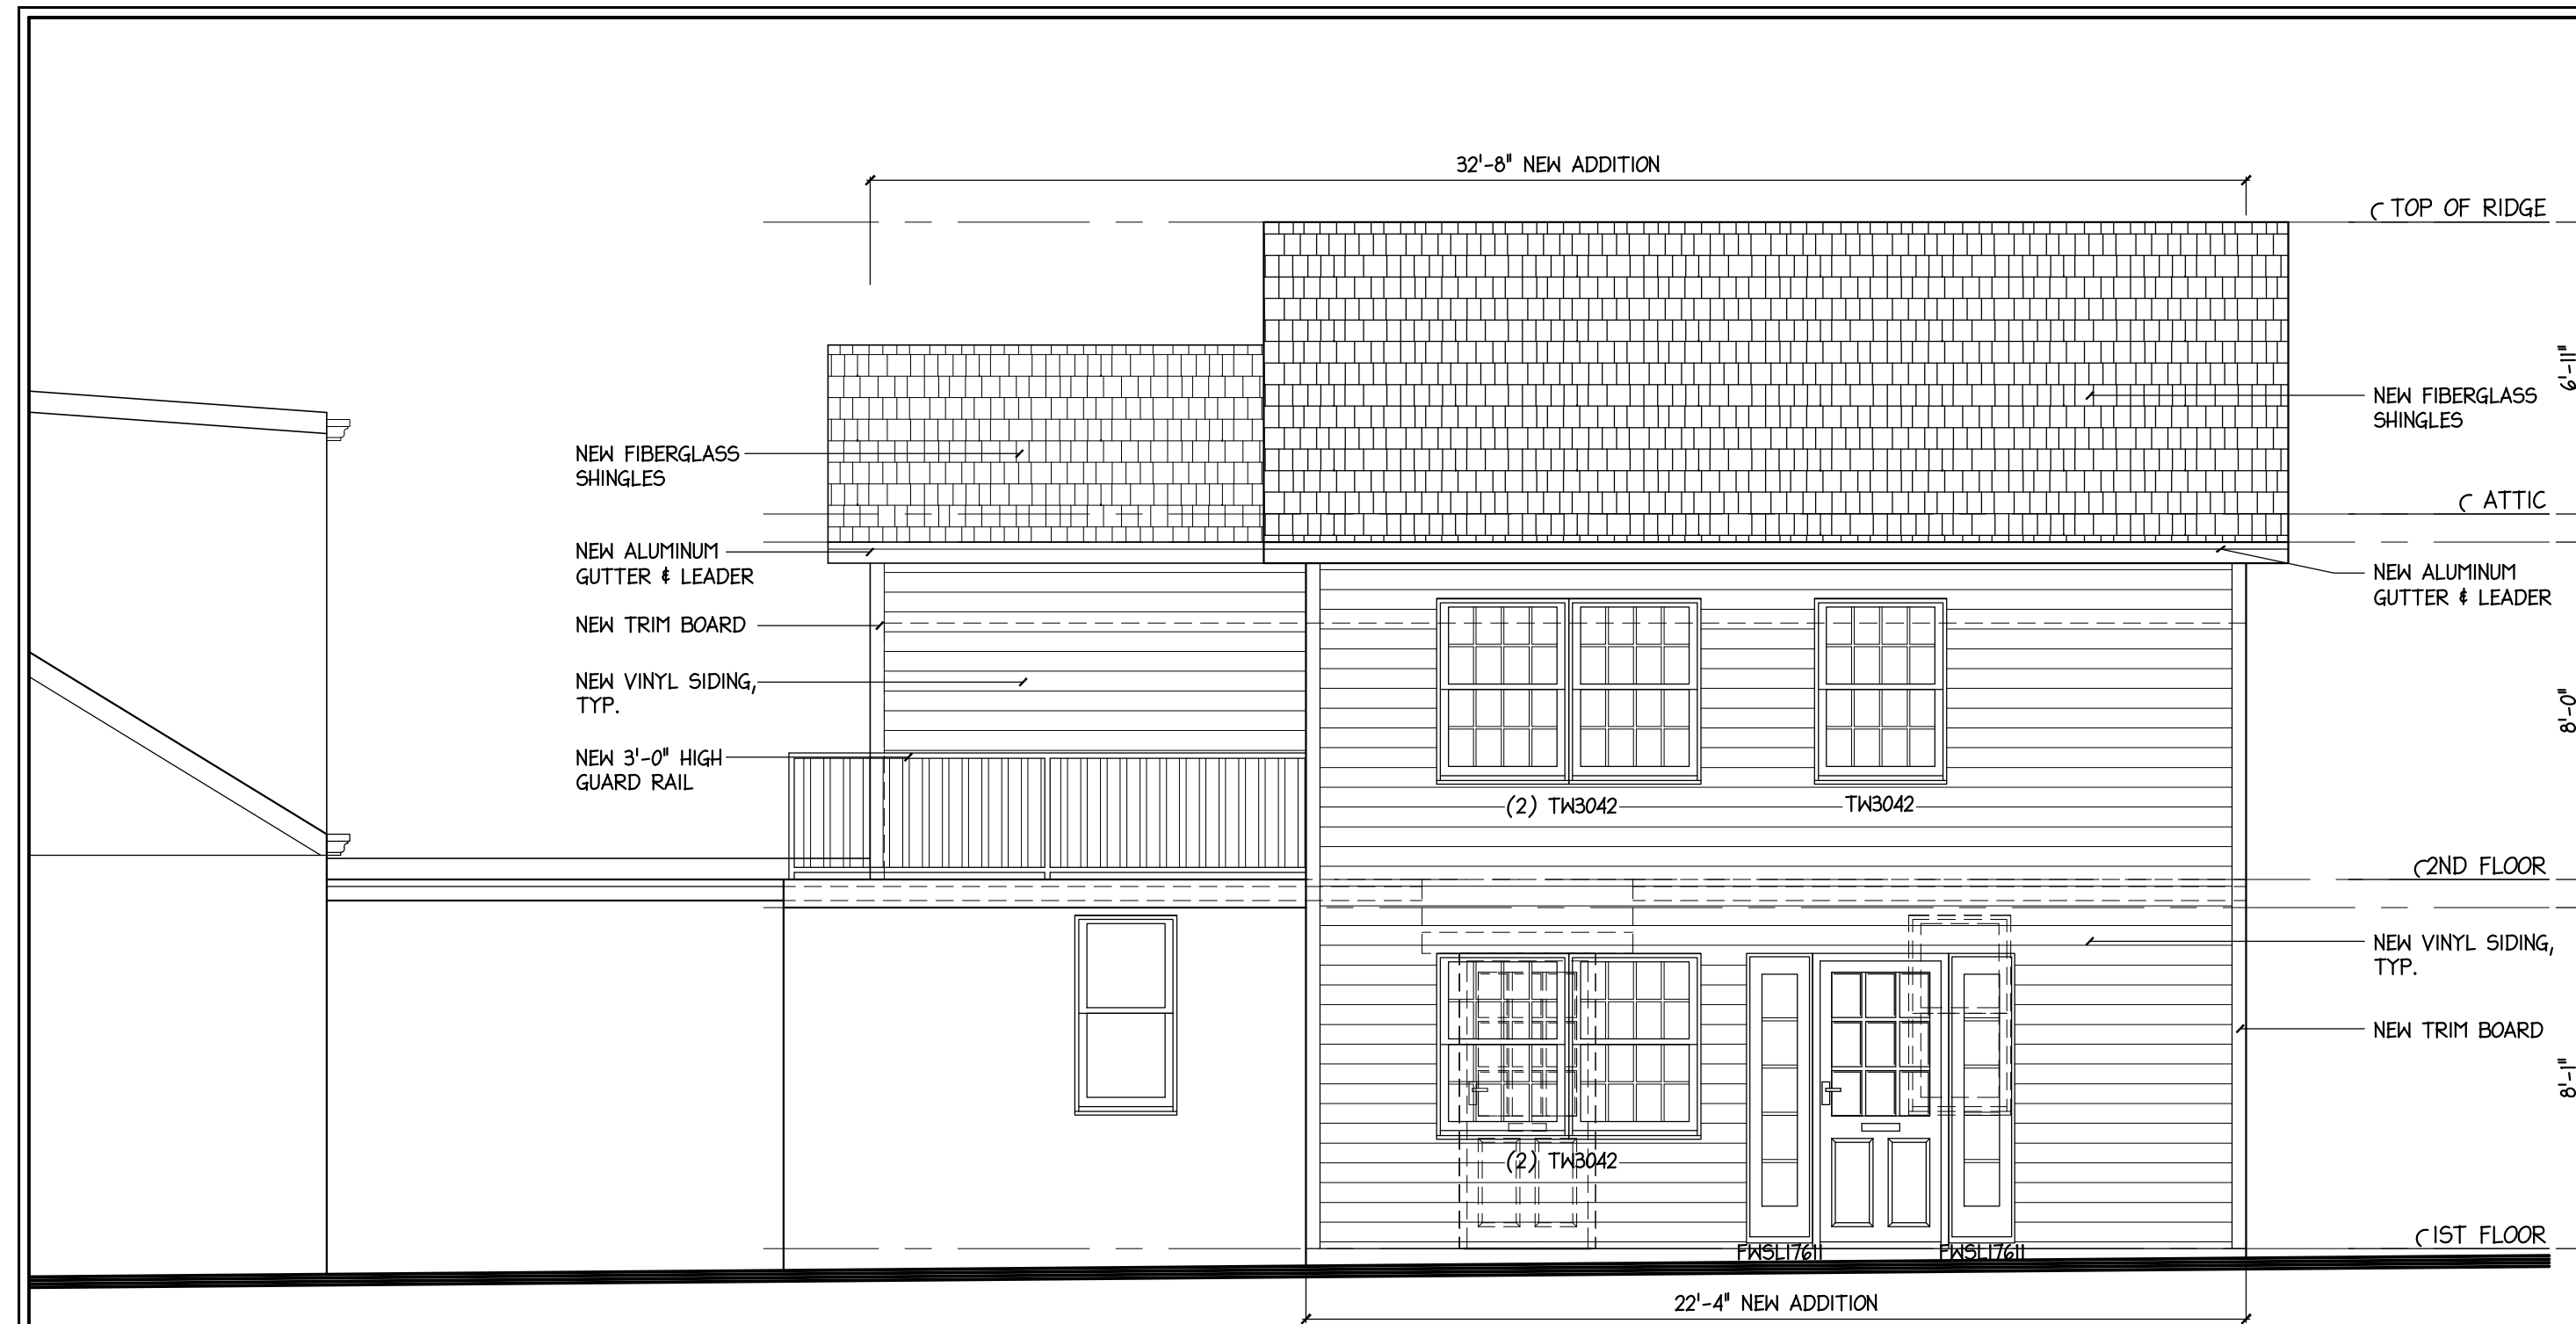 32'-8" NEW ADDITION
TOP OF RIDGE
6'-11"
NEW FIBERGLASS
SHINGLES
NEW FIBERGLASS
SHINGLES
ATTIC
NEW ALUMINUM
GUTTER & LEADER
NEW ALUMINUM
GUTTER & LEADER
NEW TRIM BOARD
NEW VINYL SIDING,
TYP.
8'-0"
NEW 3'-0" HIGH
GUARD RAIL
(2) TW3042
TW3042
2ND FLOOR
NEW VINYL SIDING,
TYP.
NEW TRIM BOARD
8'-1"
(2) TW3042
1ST FLOOR
FWSL17611
FWSL17611
22'-4" NEW ADDITION